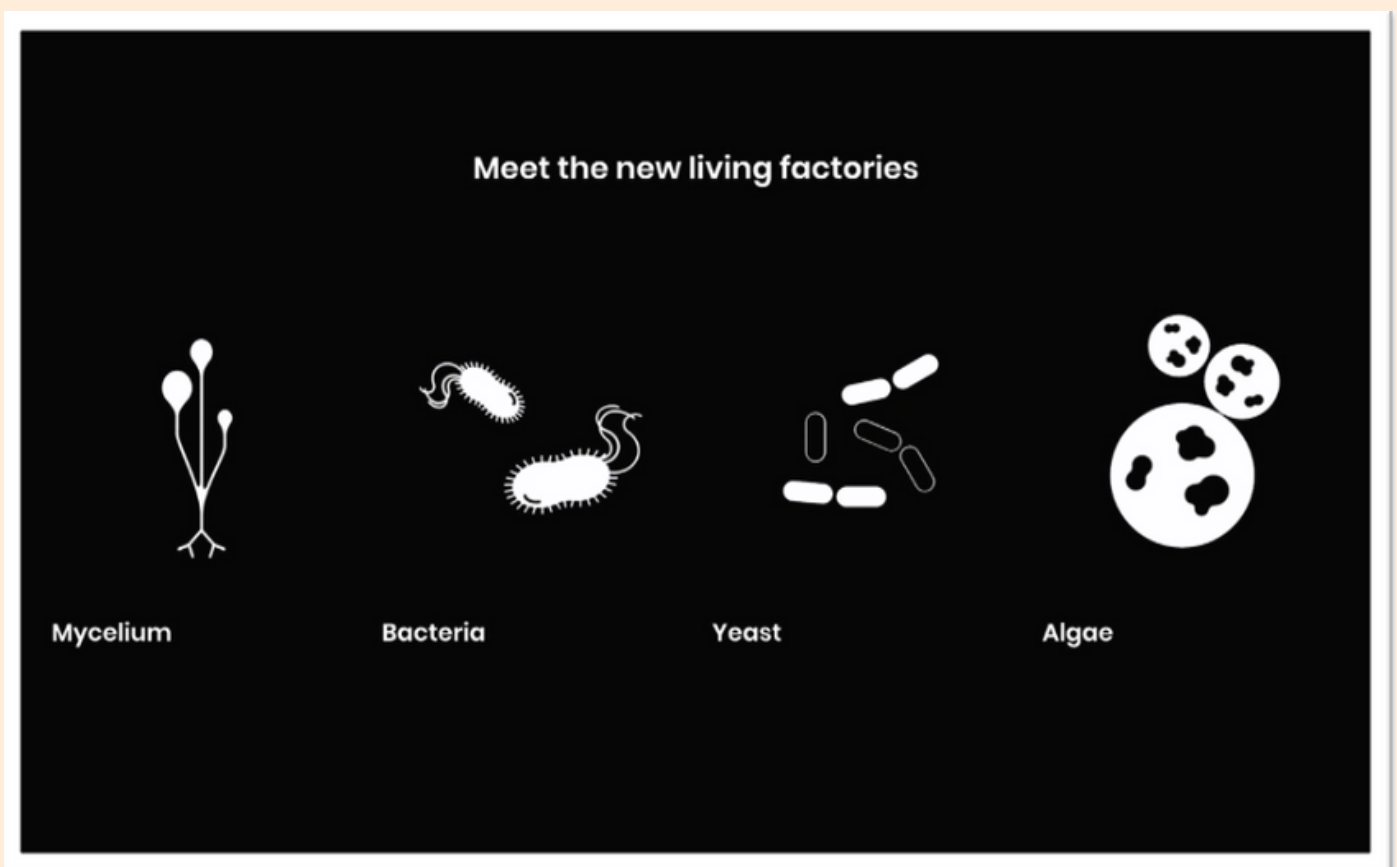 Meet the new living factories
Mycelium
Bacteria
Yeast
Algae